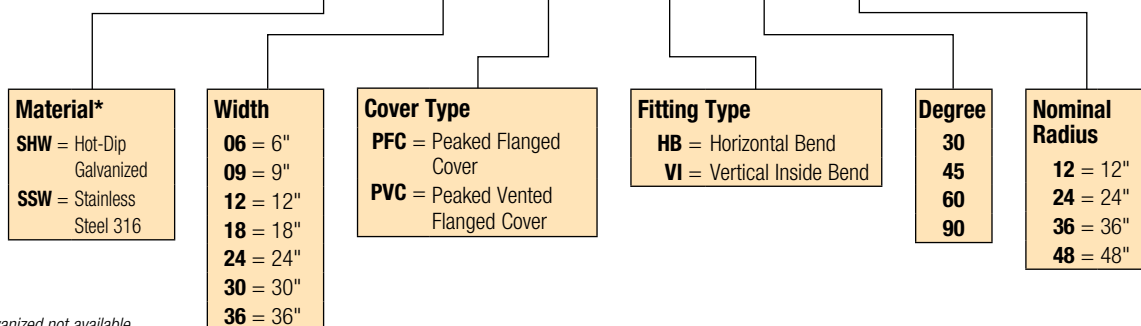 Material*
SHW = Hot-Dip
Galvanized
SSW = Stainless
Steel 316
Width
06 = 6"
09 = 9"
12 = 12"
18 = 18"
24 = 24"
30 = 30"
36 = 36"
Cover Type
PFC = Peaked Flanged
Cover
PVC = Peaked Vented
Flanged Cover
Fitting Type
HB = Horizontal Bend
VI = Vertical Inside Bend
Degree
30
45
60
90
Nominal
Radius
12 = 12"
24 = 24"
36 = 36"
48 = 48"
not available